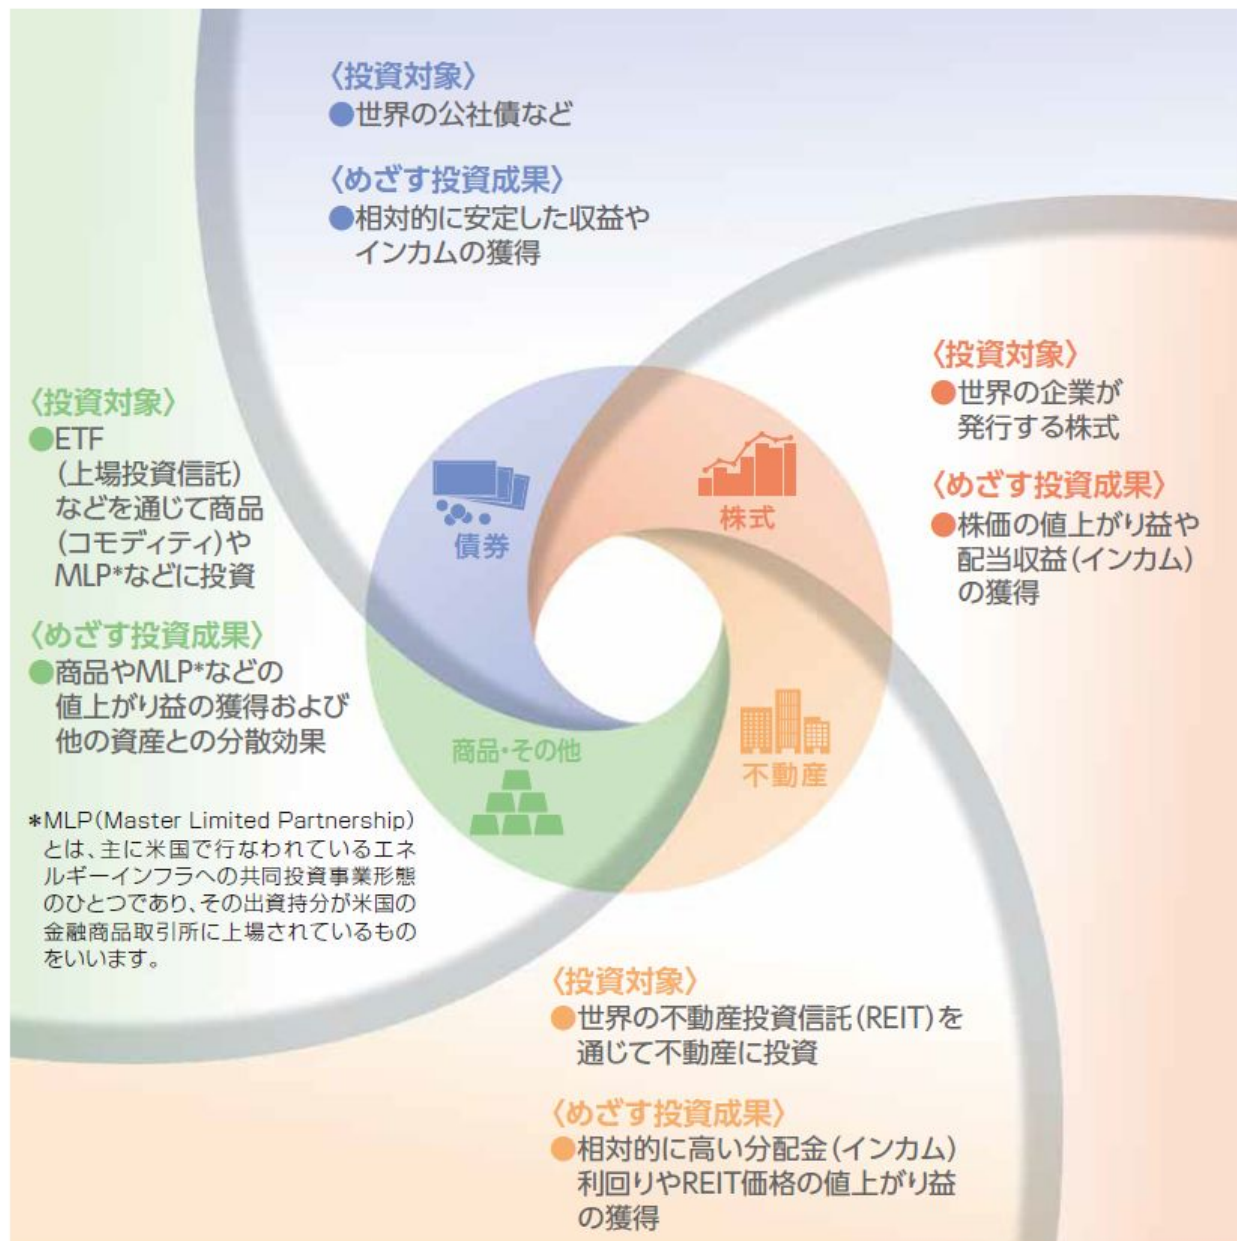 〈投資対象〉
●世界の公社債など
〈めざす投資成果〉
●相対的に安定した収益や
インカムの獲得
〈投資対象〉
●世界の企業が
発行する株式
〈めざす投資成果〉
●株価の値上がり益や
配当収益(インカム)
の獲得
〈投資対象〉
●ETF
(上場投資信託)
などを通じて商品
(コモディティ)や
MLP*などに投資
〈めざす投資成果〉
●商品やMLP*などの
値上がり益の獲得および
他の資産との分散効果
*MLP(Master Limited Partnership)
とは、主に米国で行なわれているエネ
ルギーインフラへの共同投資事業形態
のひとつであり、その出資持分が米国の
金融商品取引所に上場されているもの
をいいます。
債券
株式
商品・その他
不動産
〈投資対象〉
●世界の不動産投資信託(REIT)を
通じて不動産に投資
〈めざす投資成果〉
●相対的に高い分配金(インカム)
利回りやREIT価格の値上がり益
の獲得